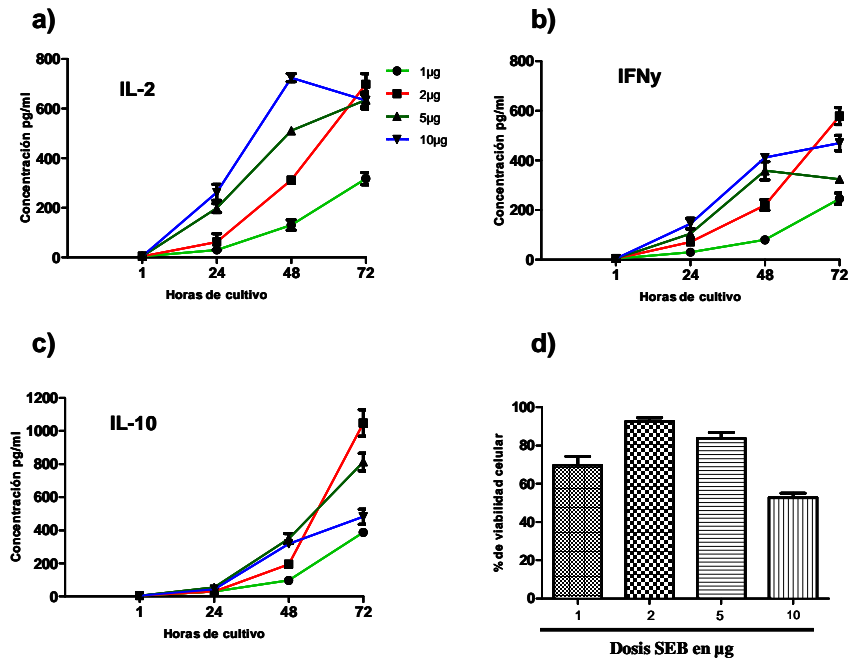 a)
IL-2
Concentración pg/ml
800
600
400
200
0
1
24
48
72
Horas de cultivo
1µg
2µg
5µg
10µg
b)
IFNy
Concentración pg/ml
800
600
400
200
0
1
24
48
72
Horas de cultivo
c)
IL-10
Concentración pg/ml
1200
1000
800
600
400
200
0
1
24
48
72
Horas de cultivo
d)
% de viabilidad celular
100
80
60
40
20
0
1
2
5
10
Dosis SEB en µg